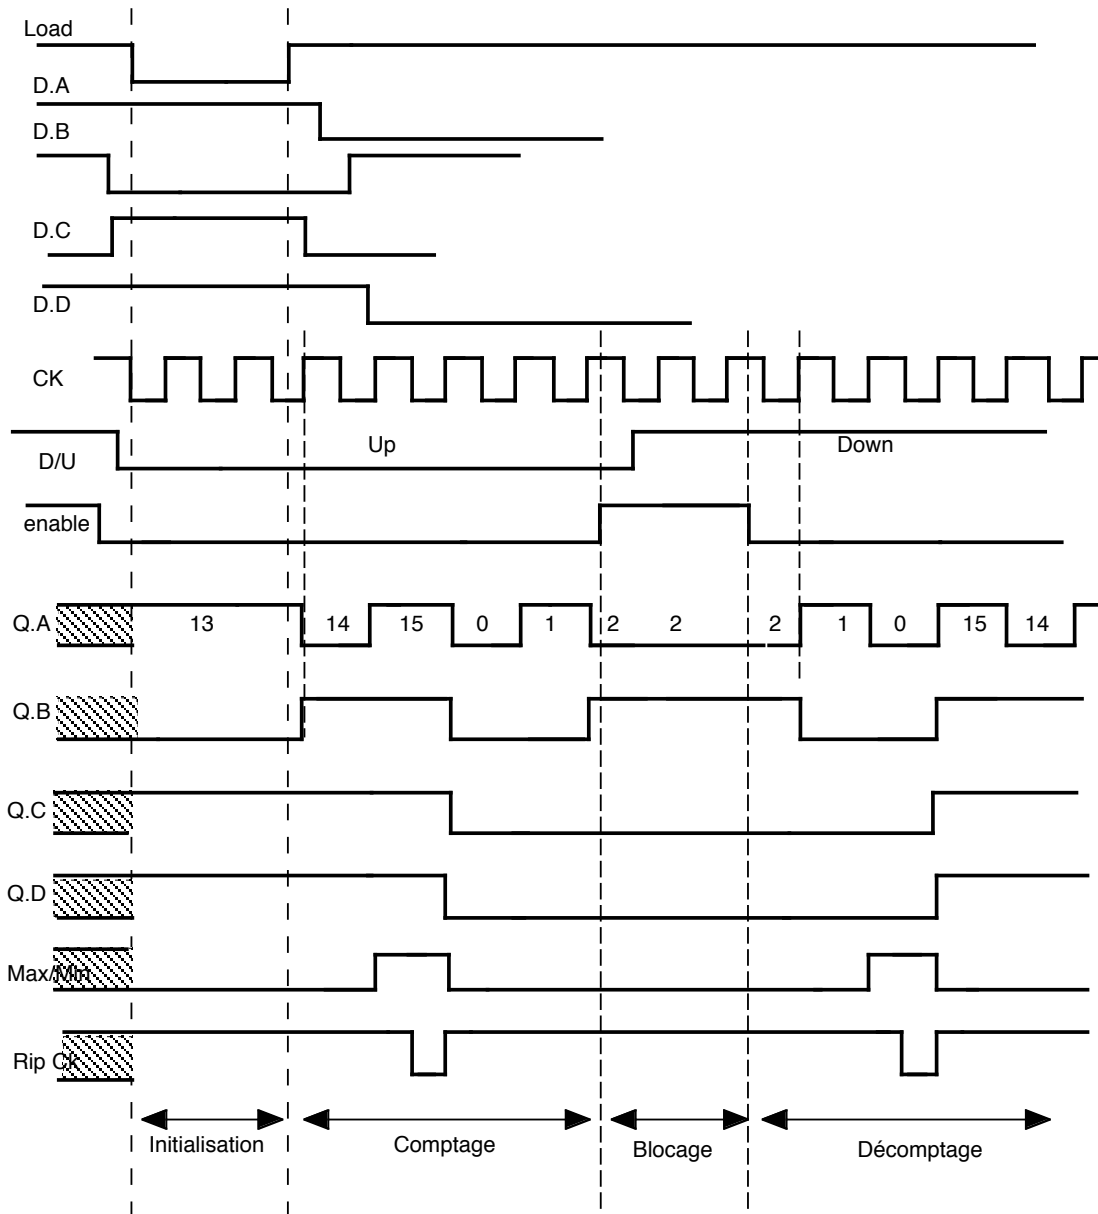 Load
D.A
D.B
D.C
D.D
CK
D/U Up Down
enable
Q.A 13 14 15 0 1 2 2 2 1 0 15 14
Q.B
Q.C
Q.D
Max/Min
Rip Ck
Initialisation Comptage Blocage Décomptage